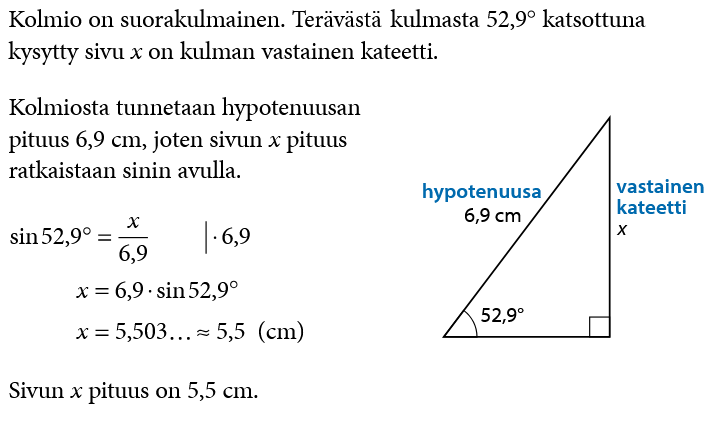 Kolmio on suorakulmainen. Terävästä kulmasta 52,9° katsottuna
kysytty sivu x on kulman vastainen kateetti.
Kolmiosta tunnetaan hypotenuusan
pituus 6,9 cm, joten sivun x pituus
ratkaistaan sinin avulla.
sin 52,9° = x/6,9 | · 6,9
x = 6,9 · sin 52,9°
x = 5,503… ≈ 5,5 (cm)
Sivun x pituus on 5,5 cm.
hypotenuusa
6,9 cm
vastainen
kateetti
x
52,9°